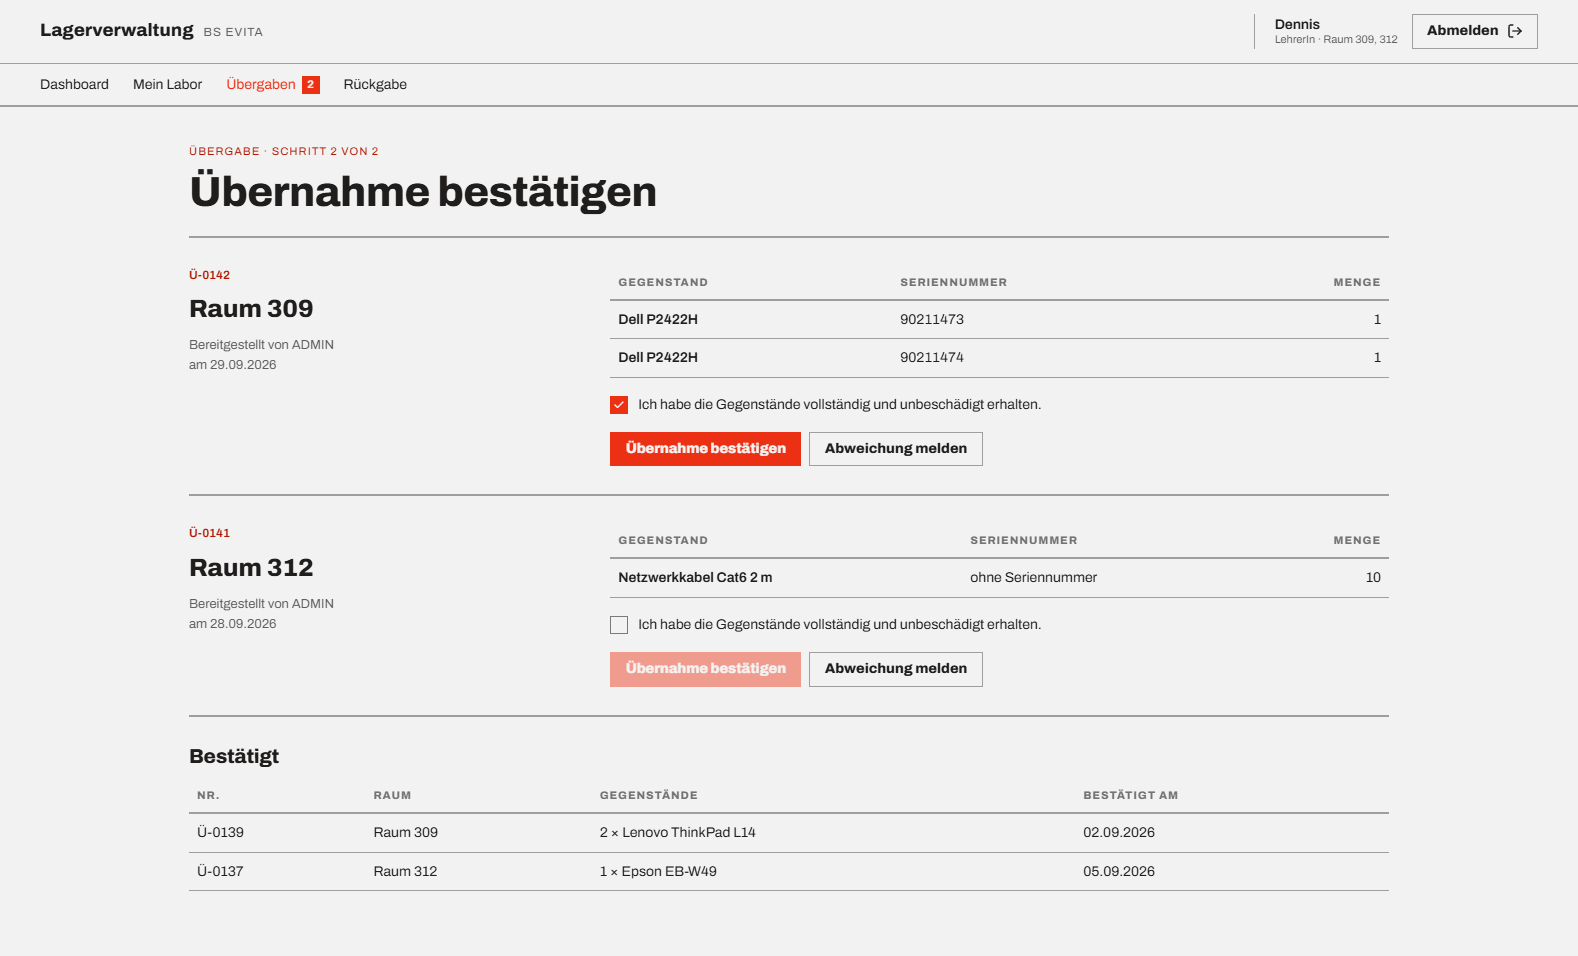 Lagerverwaltung BS EVITA
Dennis
LehrerIn · Raum 309, 312
Abmelden
Dashboard Mein Labor Übergaben 2 Rückgabe
ÜBERGABE · SCHRITT 2 VON 2
Übernahme bestätigen
Ü-0142
Raum 309
Bereitgestellt von ADMIN
am 29.09.2026
GEGENSTAND SERIENNUMMER MENGE
Dell P2422H 90211473 1
Dell P2422H 90211474 1
Ich habe die Gegenstände vollständig und unbeschädigt erhalten.
Übernahme bestätigen Abweichung melden
Ü-0141
Raum 312
Bereitgestellt von ADMIN
am 28.09.2026
GEGENSTAND SERIENNUMMER MENGE
Netzwerkkabel Cat6 2 m ohne Seriennummer 10
Ich habe die Gegenstände vollständig und unbeschädigt erhalten.
Übernahme bestätigen Abweichung melden
Bestätigt
NR. RAUM GEGENSTÄNDE BESTÄTIGT AM
Ü-0139 Raum 309 2 × Lenovo ThinkPad L14 02.09.2026
Ü-0137 Raum 312 1 × Epson EB-W49 05.09.2026